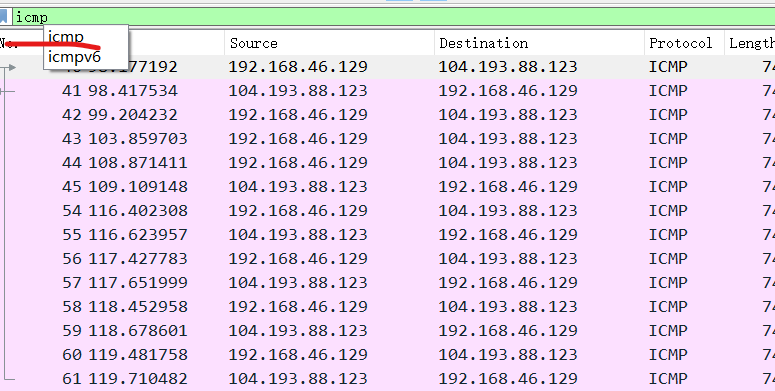 icmp
icmp
icmpv6
No. Source Destination Protocol Length
192.168.46.129 104.193.88.123 ICMP 74
41 98.417534 104.193.88.123 192.168.46.129 ICMP 74
42 99.204232 192.168.46.129 104.193.88.123 ICMP 74
43 103.859703 192.168.46.129 104.193.88.123 ICMP 74
44 108.871411 192.168.46.129 104.193.88.123 ICMP 74
45 109.109148 104.193.88.123 192.168.46.129 ICMP 74
54 116.402308 192.168.46.129 104.193.88.123 ICMP 74
55 116.623957 104.193.88.123 192.168.46.129 ICMP 74
56 117.427783 192.168.46.129 104.193.88.123 ICMP 74
57 117.651999 104.193.88.123 192.168.46.129 ICMP 74
58 118.452958 192.168.46.129 104.193.88.123 ICMP 74
59 118.678601 104.193.88.123 192.168.46.129 ICMP 74
60 119.481758 192.168.46.129 104.193.88.123 ICMP 74
61 119.710482 104.193.88.123 192.168.46.129 ICMP 74